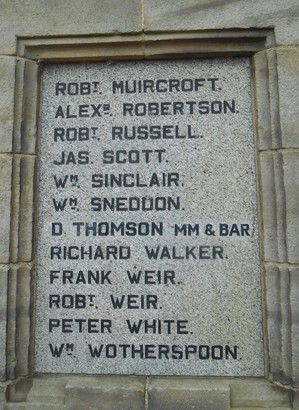 ROBT. MUIRCROFT.
ALEXR. ROBERTSON.
ROBT. RUSSELL.
JAS. SCOTT.
WM. SINCLAIR.
WM. SNEDDON.
D. THOMSON MM & BAR
RICHARD WALKER.
FRANK WEIR.
ROBT. WEIR.
PETER WHITE.
WM. WOTHERSPOON.